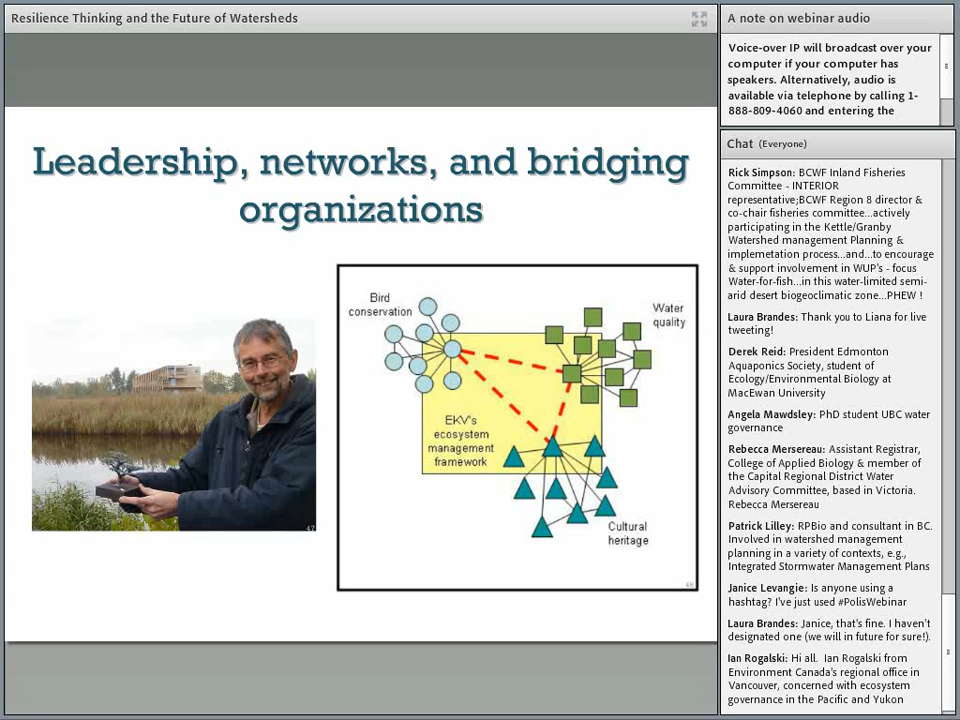 Resilience Thinking and the Future of Watersheds
Leadership, networks, and bridging
organizations
47
Bird
conservation
Water
quality
EKV's
ecosystem
management
framework
Cultural
heritage
48
A note on webinar audio
Voice-over IP will broadcast over your
computer if your computer has
speakers. Alternatively, audio is
available via telephone by calling 1-
888-809-4060 and entering the
Chat (Everyone)
Rick Simpson: BCWF Inland Fisheries
Committee - INTERIOR
representative;BCWF Region 8 director &
co-chair fisheries committee...actively
participating in the Kettle/Granby
Watershed management Planning &
implemetation process...and...to encourage
& support involvement in WUP's - focus
Water-for-fish...in this water-limited semi-
arid desert biogeoclimatic zone...PHEW !
Laura Brandes: Thank you to Liana for live
tweeting!
Derek Reid: President Edmonton
Aquaponics Society, student of
Ecology/Environmental Biology at
MacEwan University
Angela Mawdsley: PhD student UBC water
governance
Rebecca Mersereau: Assistant Registrar,
College of Applied Biology & member of
the Capital Regional District Water
Advisory Committee, based in Victoria.
Rebecca Mersereau
Patrick Lilley: RPBio and consultant in BC.
Involved in watershed management
planning in a variety of contexts, e.g.,
Integrated Stormwater Management Plans
Janice Levangie: Is anyone using a
hashtag? I've just used #PolisWebinar
Laura Brandes: Janice, that's fine. I haven't
designated one (we will in future for sure!).
Ian Rogalski: Hi all.  Ian Rogalski from
Environment Canada's regional office in
Vancouver, concerned with ecosystem
governance in the Pacific and Yukon